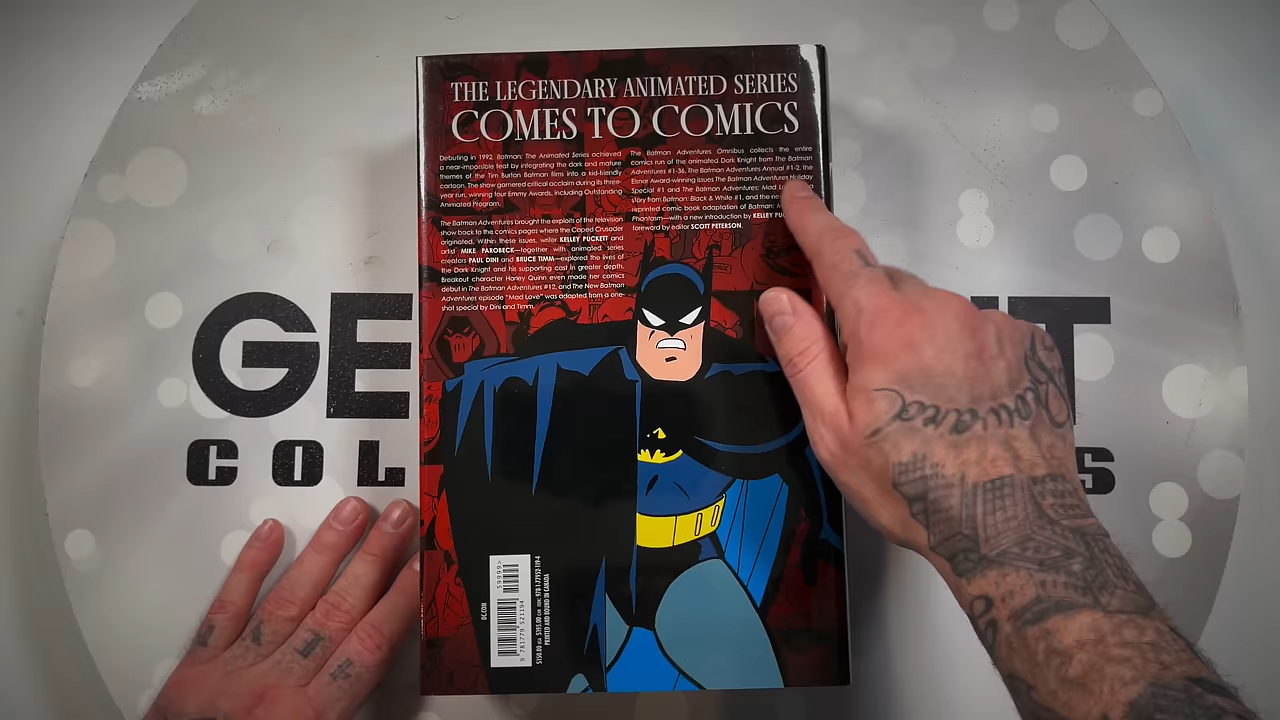 THE LEGENDARY ANIMATED SERIES
COMES TO COMICS
Debuting in 1992, Batman: The Animated Series achieved
a near-impossible feat by integrating the dark and mature
themes of the Tim Burton Batman films into a kid-friendly
cartoon. The show garnered critical acclaim during its three-
year run, winning four Emmy Awards, including Outstanding
Animated Program.
The Batman Adventures brought the exploits of the television
show back to the comics pages where the Caped Crusader
originated. Within these issues, writer KELLEY PUCKETT and
artist MIKE PAROBECK—together with animated series
creators PAUL DINI and BRUCE TIMM—explored the lives of
the Dark Knight and his supporting cast in greater depth.
Breakout character Harley Quinn even made her comics
debut in The Batman Adventures #12, and The New Batman
Adventures episode "Mad Love" was adapted from a one-
shot special by Dini and Timm.
The Batman Adventures Omnibus collects the entire
comics run of the animated Dark Knight from The Batman
Adventures #1-36, The Batman Adventures Annual #1-2, the
Eisner Award-winning issues The Batman Adventures Holiday
Special #1 and The Batman Adventures: Mad
story from Batman: Black & White #1, and the
reprinted comic book adaptation of Batman:
Phantasm—with a new introduction by KELLEY
foreword by editor SCOTT PETERSON.
GE
IT
COL
S
DC.COM
59999>
9 781779 521194
$150.00 USA $195.00 CAN ISBN: 978-1-77952-119-4
PRINTED AND BOUND IN CANADA
Howard